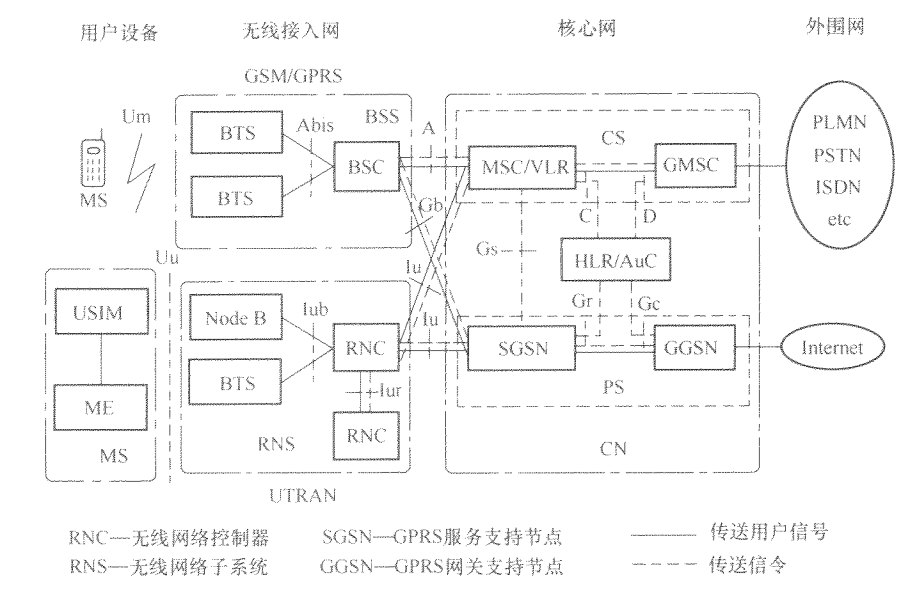 用户设备 无线接入网 核心网 外围网
GSM/GPRS
Um
BTS
Abis
BSS
BSC
BTS
MS
A
CS
MSC/VLR
GMSC
PLMN
PSTN
ISDN
etc
Gb
C
D
Gs
HLR/AuC
Uu
Iu
Gr
Gc
USIM
Node B
Iub
RNC
Iu
SGSN
GGSN
Internet
BTS
Iur
PS
ME
RNC
RNS
MS
CN
UTRAN
RNC—无线网络控制器 SGSN—GPRS服务支持节点 传送用户信号
RNS—无线网络子系统 GGSN—GPRS网关支持节点 传送信令